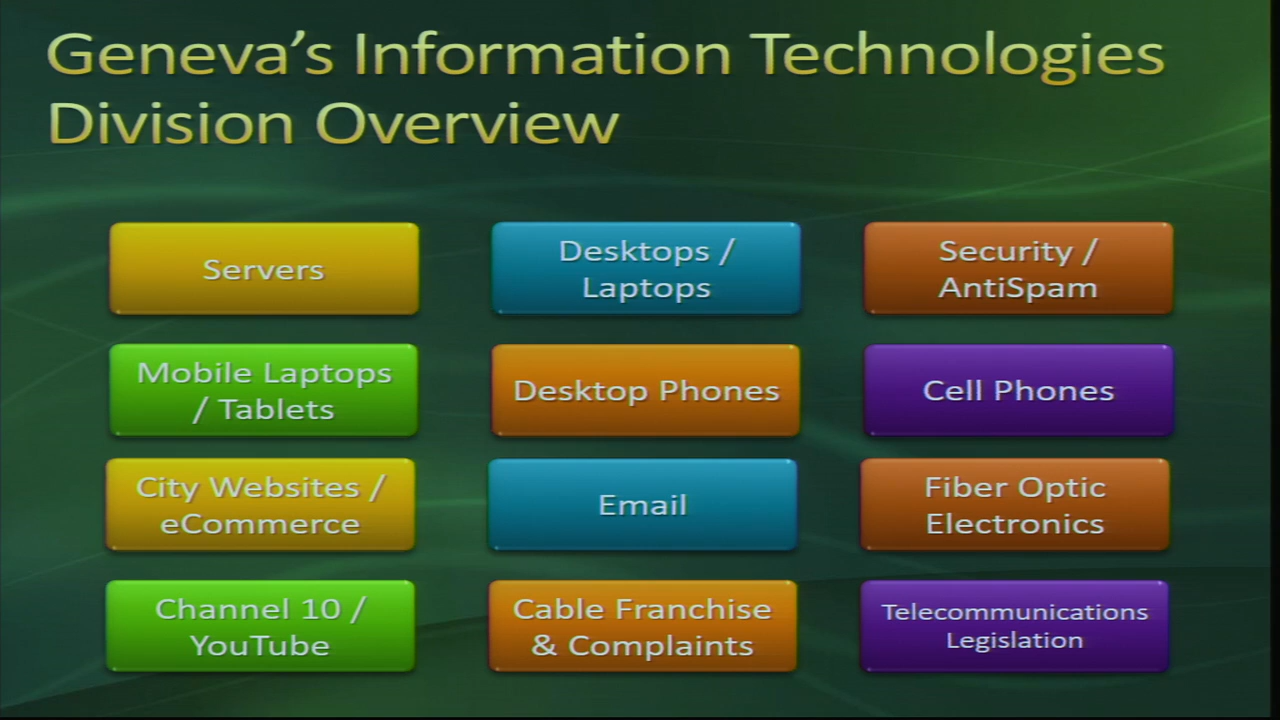 Geneva’s Information Technologies
Division Overview
Servers
Desktops /
Laptops
Security /
AntiSpam
Mobile Laptops
/ Tablets
Desktop Phones
Cell Phones
City Websites /
eCommerce
Email
Fiber Optic
Electronics
Channel 10 /
YouTube
Cable Franchise
& Complaints
Telecommunications
Legislation